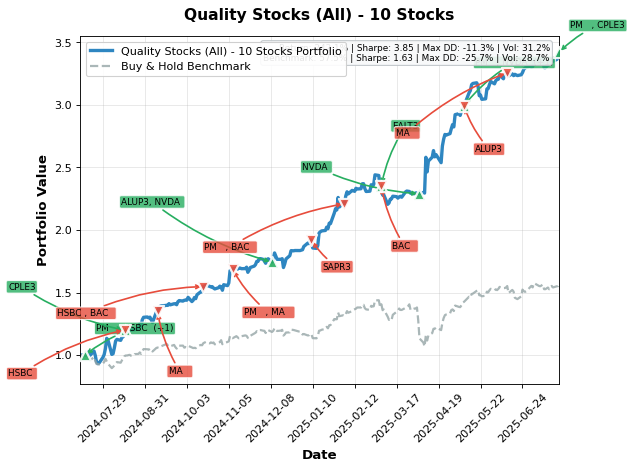 Quality Stocks (All) - 10 Stocks
PM , CPLE3
Quality Stocks (All) - 10 Stocks Portfolio
Buy & Hold Benchmark
| Sharpe: 3.85 | Max DD: -11.3% | Vol: 31.2%
| Sharpe: 1.63 | Max DD: -25.7% | Vol: 28.7%
3.5
3.0
2.5
2.0
1.5
1.0
Portfolio Value
MA
ALUP3
NVDA
ALUP3, NVDA
PM , BAC
BAC
SAPR3
CPLE3
HSBC , BAC
PM , MA
PM
SBC (+1)
HSBC
MA
2024-07-29
2024-08-31
2024-10-03
2024-11-05
2024-12-08
2025-01-10
2025-02-12
2025-03-17
2025-04-19
2025-05-22
2025-06-24
Date